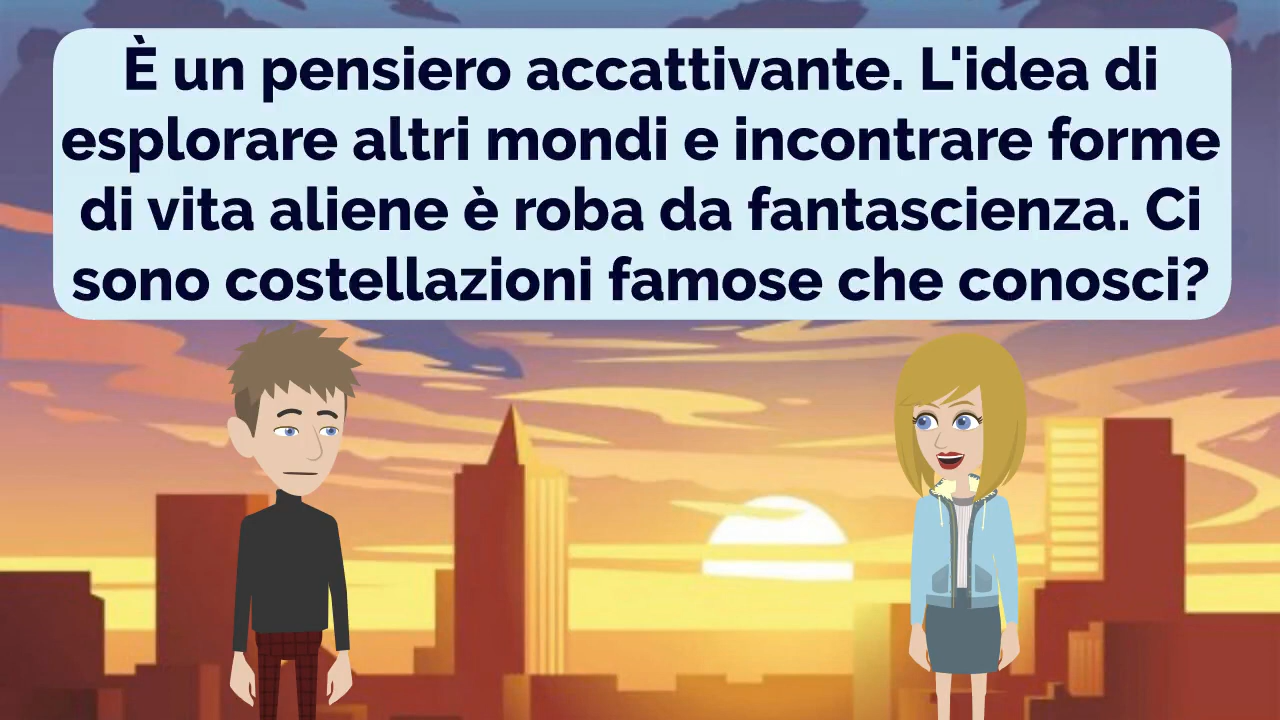 È un pensiero accattivante. L'idea di
esplorare altri mondi e incontrare forme
di vita aliene è roba da fantascienza. Ci
sono costellazioni famose che conosci?